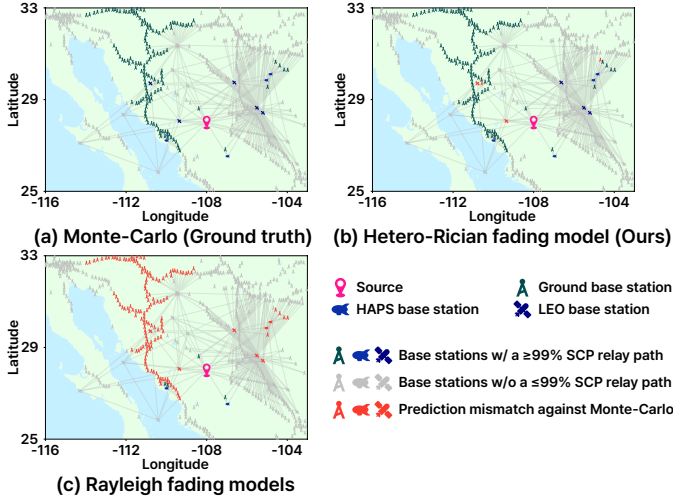 33
29
25
Latitude
-116
-112
-108
-104
Longitude
(a) Monte-Carlo (Ground truth)
33
29
25
Latitude
-116
-112
-108
-104
Longitude
(b) Hetero-Rician fading model (Ours)
33
29
25
Latitude
-116
-112
-108
-104
Longitude
(c) Rayleigh fading models
Source
Ground base station
HAPS base station
LEO base station
Base stations w/ a ≥99% SCP relay path
Base stations w/o a ≤99% SCP relay path
Prediction mismatch against Monte-Carlo